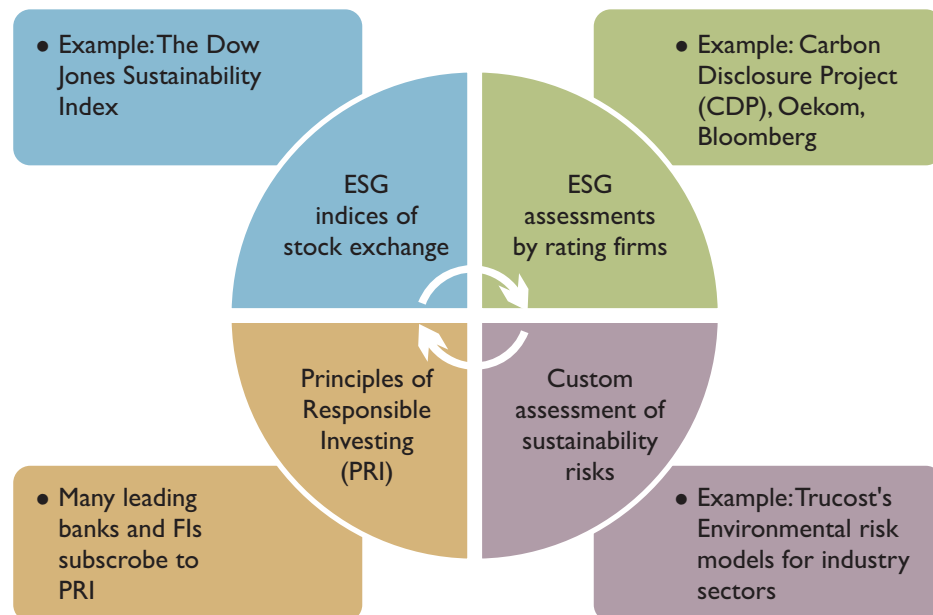 ● Example: The Dow
Jones Sustainability
Index
● Example: Carbon
Disclosure Project
(CDP), Oekom,
Bloomberg
ESG
indices of
stock exchange
ESG
assessments
by rating firms
Principles of
Responsible
Investing
(PRI)
Custom
assessment of
sustainability
risks
● Many leading
banks and FIs
subscrobe to
PRI
● Example: Trucost's
Environmental risk
models for industry
sectors